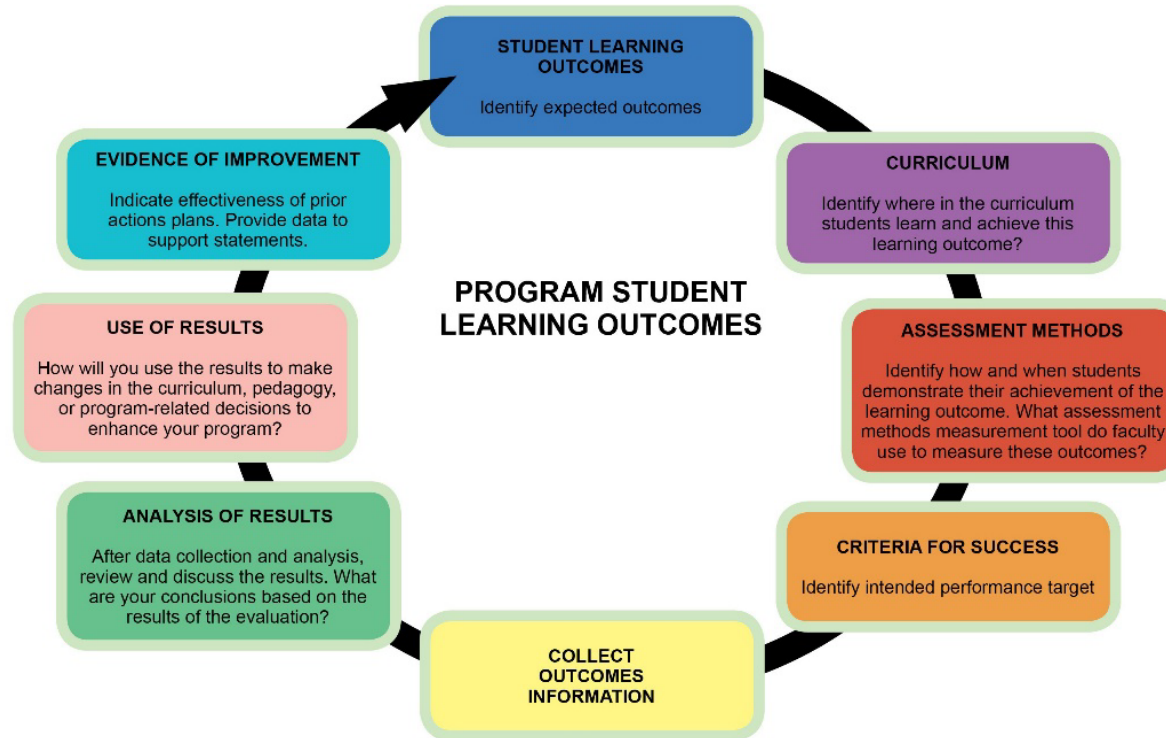 STUDENT LEARNING
OUTCOMES
Identify expected outcomes
CURRICULUM
Identify where in the curriculum
students learn and achieve this
learning outcome?
ASSESSMENT METHODS
Identify how and when students
demonstrate their achievement of the
learning outcome. What assessment
methods measurement tool do faculty
use to measure these outcomes?
CRITERIA FOR SUCCESS
Identify intended performance target
COLLECT
OUTCOMES
INFORMATION
ANALYSIS OF RESULTS
After data collection and analysis,
review and discuss the results. What
are your conclusions based on the
results of the evaluation?
USE OF RESULTS
How will you use the results to make
changes in the curriculum, pedagogy,
or program-related decisions to
enhance your program?
EVIDENCE OF IMPROVEMENT
Indicate effectiveness of prior
actions plans. Provide data to
support statements.
PROGRAM STUDENT
LEARNING OUTCOMES